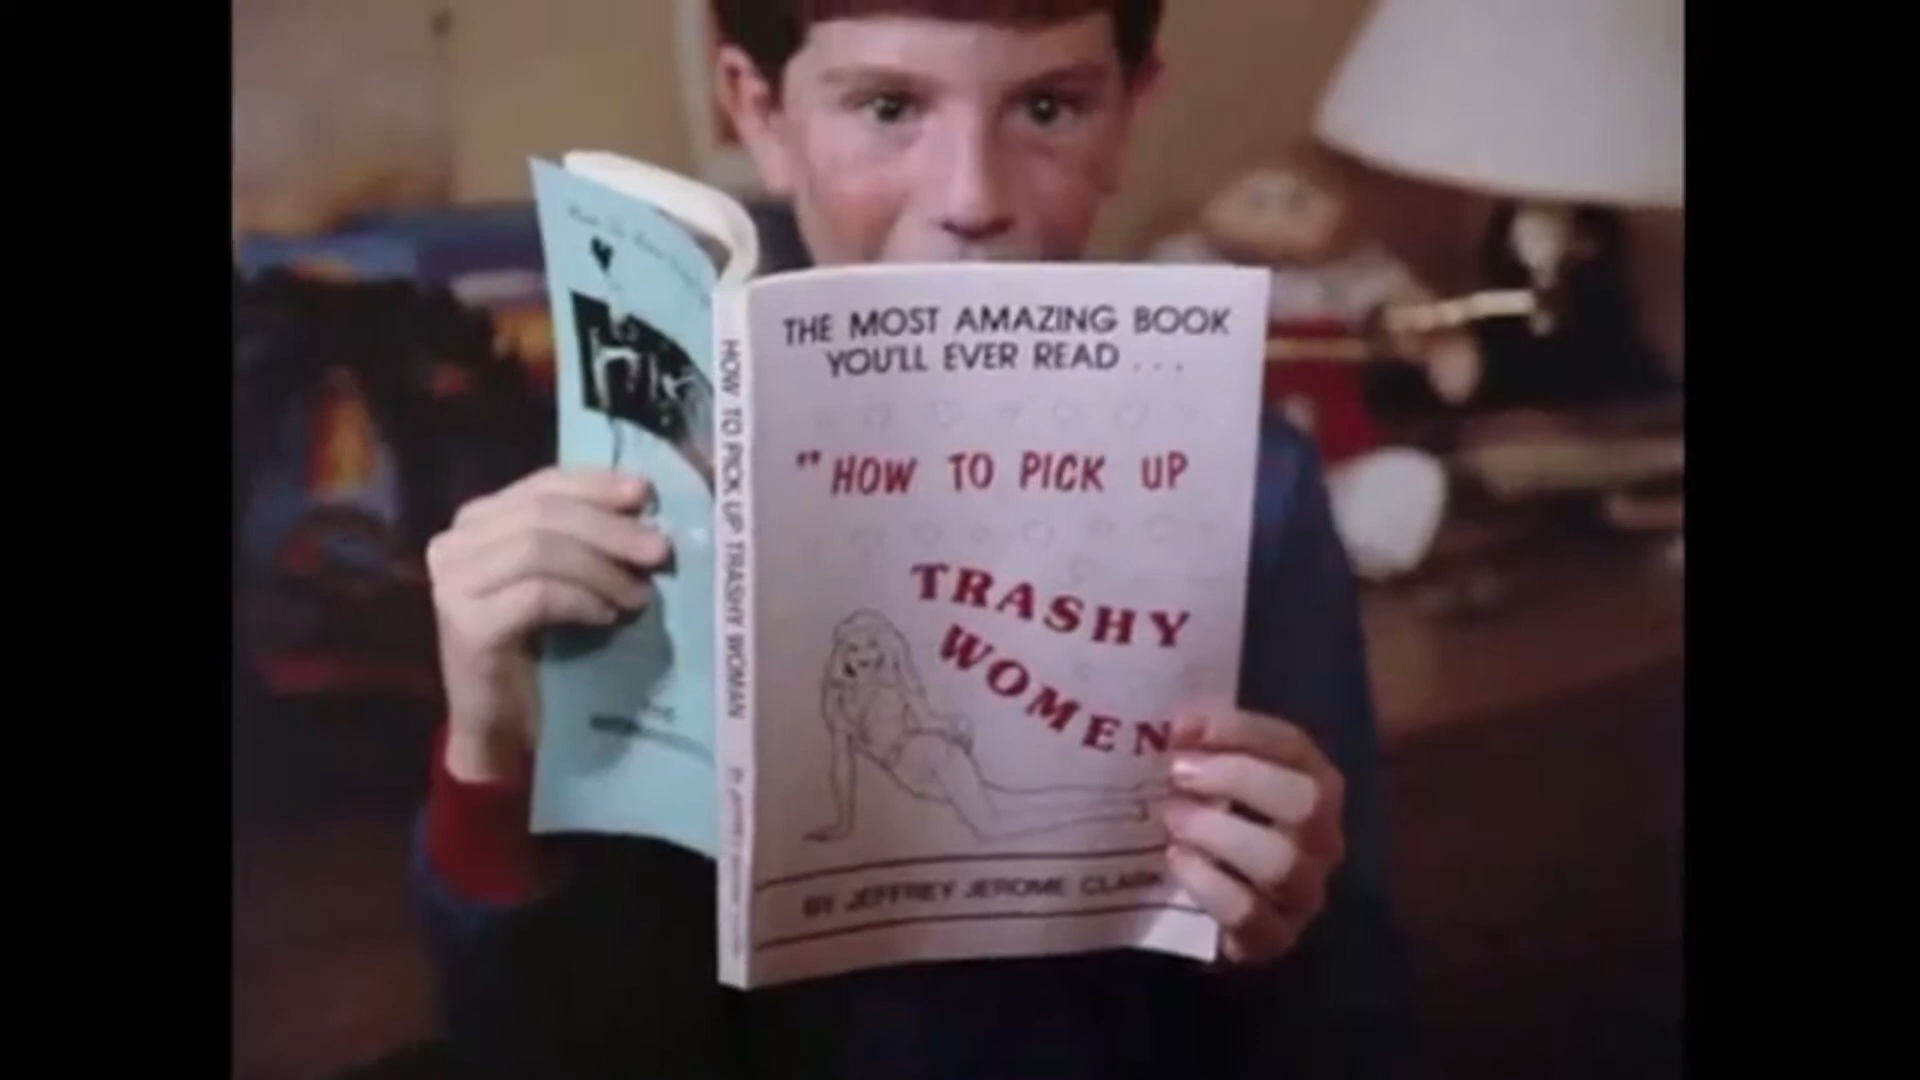 THE MOST AMAZING BOOK
YOU'LL EVER READ...
"HOW TO PICK UP
TRASHY
WOMEN
BY JEFFREY JEROME CLARK
HOW TO PICK UP TRASHY WOMAN